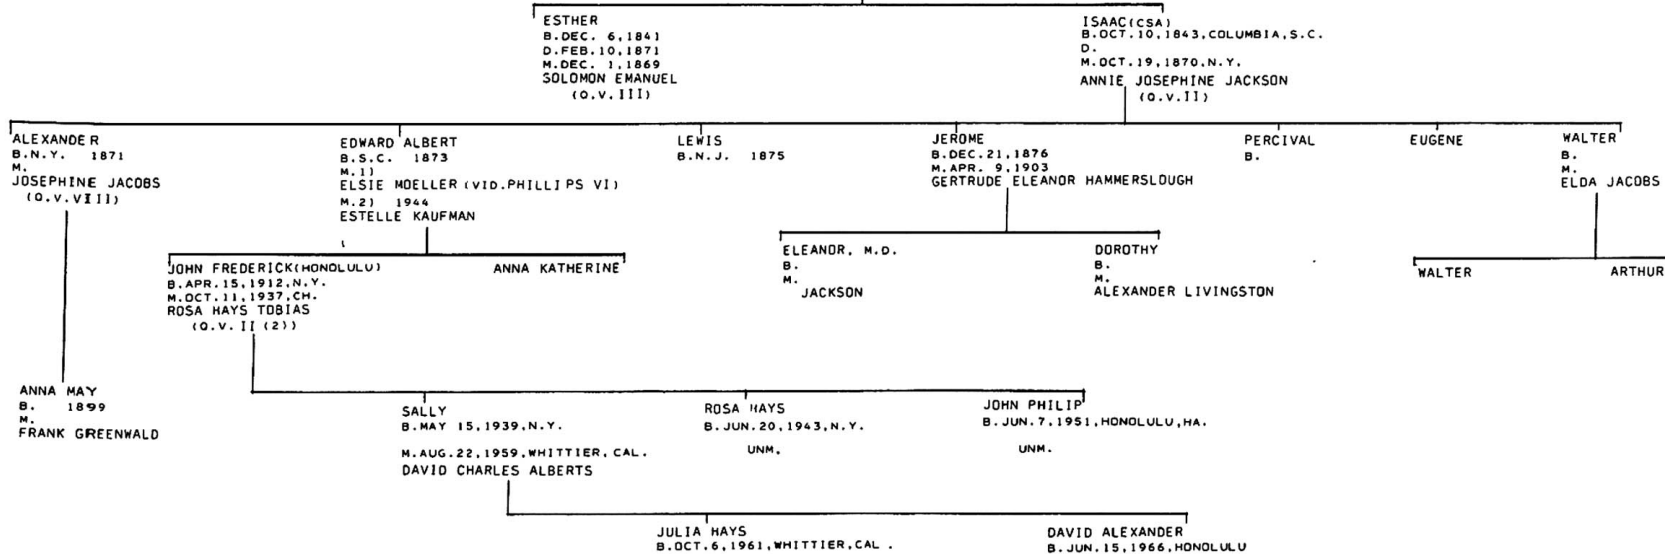 ESTHER
B.DEC. 6,1841
D.FEB.10,1871
M.DEC. 1,1869
SOLOMON EMANUEL
(Q.V.III)
ISAAC(CSA)
B.OCT.10,1843,COLUMBIA,S.C.
D.
M.OCT.19,1870,N.Y.
ANNIE JOSEPHINE JACKSON
(Q.V.II)
ALEXANDER
B.N.Y. 1871
M.
JOSEPHINE JACOBS
(Q.V.VIII)
EDWARD ALBERT
B.S.C. 1873
M.1)
ELSIE MOELLER (VID.PHILLIPS VI)
M.2) 1944
ESTELLE KAUFMAN
LEWIS
B.N.J. 1875
JEROME
B.DEC.21,1876
M.APR. 9,1903
GERTRUDE ELEANOR HAMMERSLOUGH
PERCIVAL
B.
EUGENE
WALTER
B.
M.
ELDA JACOBS
JOHN FREDERICK(HONOLULU)
B.APR.15,1912,N.Y.
M.OCT.11,1937,CH.
ROSA HAYS TOBIAS
(Q.V. II (2))
ANNA KATHERINE
ELEANOR, M.D.
B.
M.
JACKSON
DOROTHY
B.
M.
ALEXANDER LIVINGSTON
WALTER
ARTHUR
ANNA MAY
B. 1899
M.
FRANK GREENWALD
SALLY
B.MAY 15,1939,N.Y.
M.AUG.22,1959,WHITTIER, CAL.
DAVID CHARLES ALBERTS
ROSA HAYS
B.JUN.20,1943,N.Y.
UNM.
JOHN PHILIP
B.JUN.7,1951,HONOLULU,HA.
UNM.
JULIA HAYS
B.OCT.6,1961,WHITTIER,CAL .
DAVID ALEXANDER
B.JUN.15,1966,HONOLULU